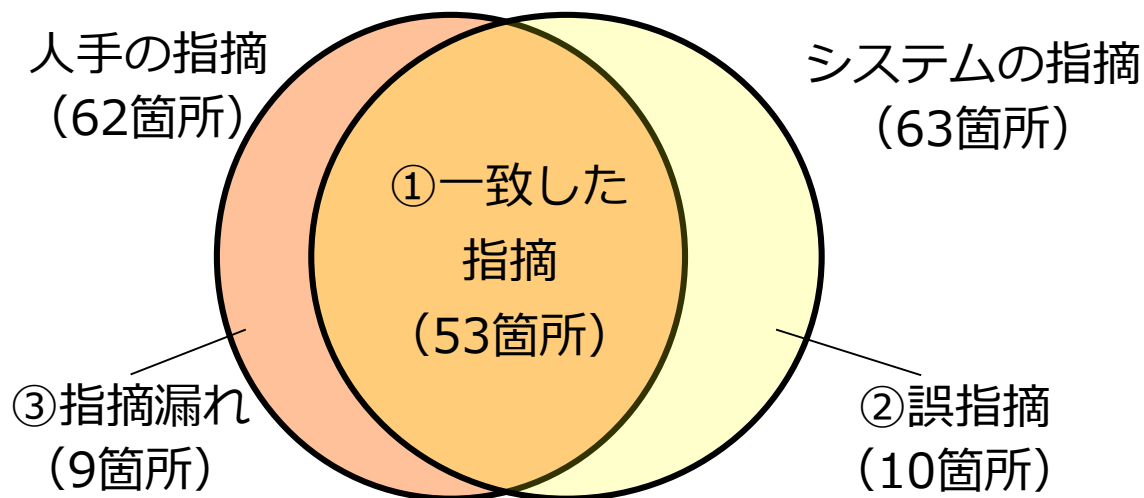 人手の指摘
（62箇所）
システムの指摘
（63箇所）
①一致した
指摘
（53箇所）
③指摘漏れ
（9箇所）
②誤指摘
（10箇所）